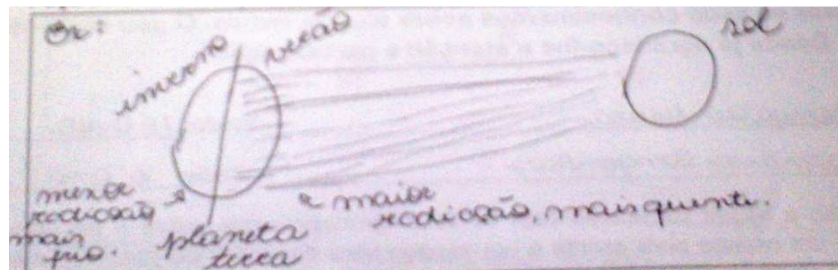 Ex:
inverno
verão
sol
menor
radiação,
mais
frio.
planeta
terra
maior
radiação, mais quente.